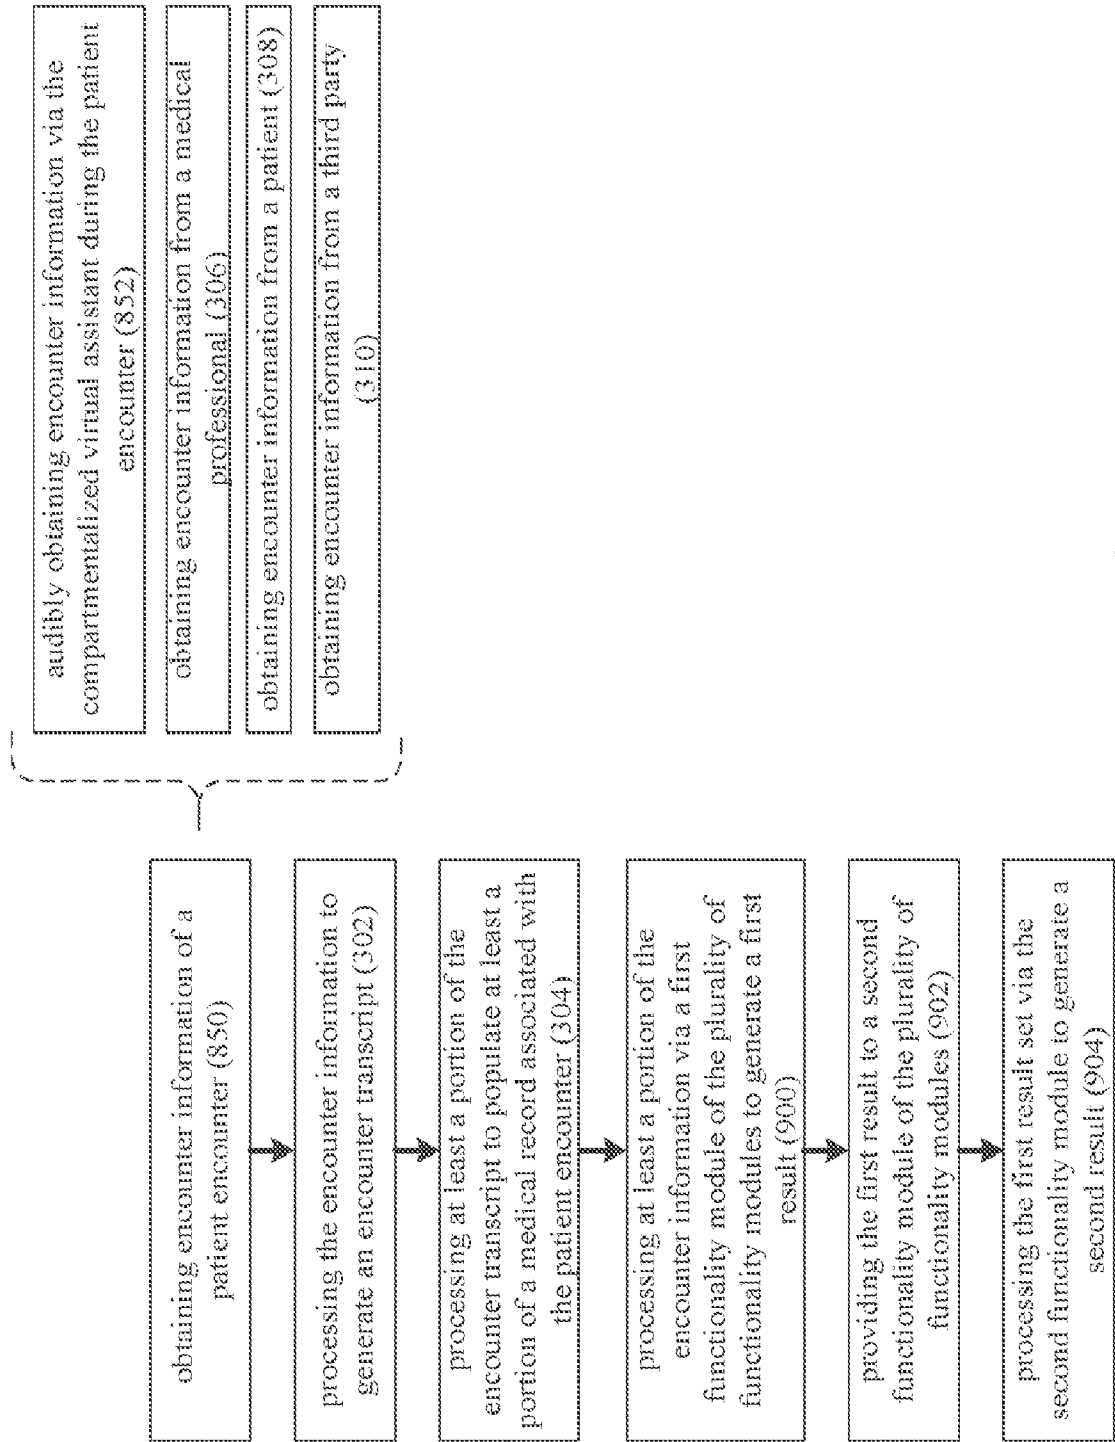 obtaining encounter information of a
patient encounter (850)
processing the encounter information to
generate an encounter transcript (302)
processing at least a portion of the
encounter transcript to populate at least a
portion of a medical record associated with
the patient encounter (304)
processing at least a portion of the
encounter information via a first
functionality module of the plurality of
functionality modules to generate a first
result (900)
providing the first result to a second
functionality module of the plurality of
functionality modules (902)
processing the first result set via the
second functionality module to generate a
second result (904)
audibly obtaining encounter information via the
compartmentalized virtual assistant during the patient
encounter (852)
obtaining encounter information from a medical
professional (306)
obtaining encounter information from a patient (308)
obtaining encounter information from a third party
(310)